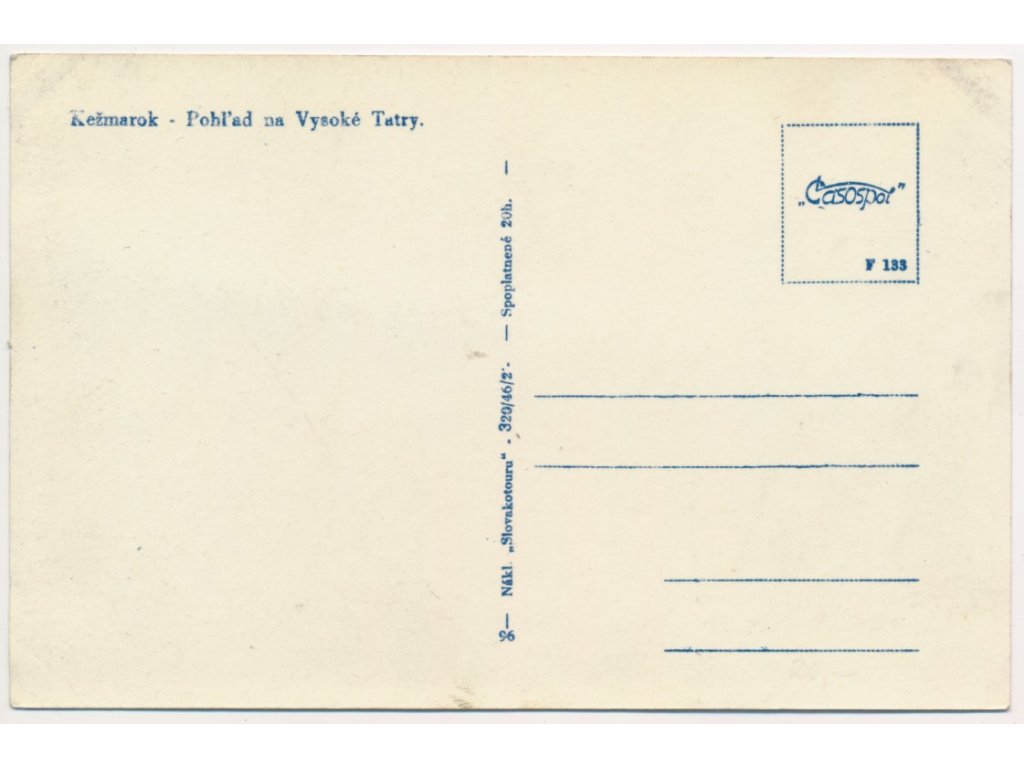 Kežmarok - Pohľad na Vysoké Tatry.
„Časospol”
F 133
96 — Nákl. „Slovakotouru“ - 320/46/2 — Spoplatnené 20h. —